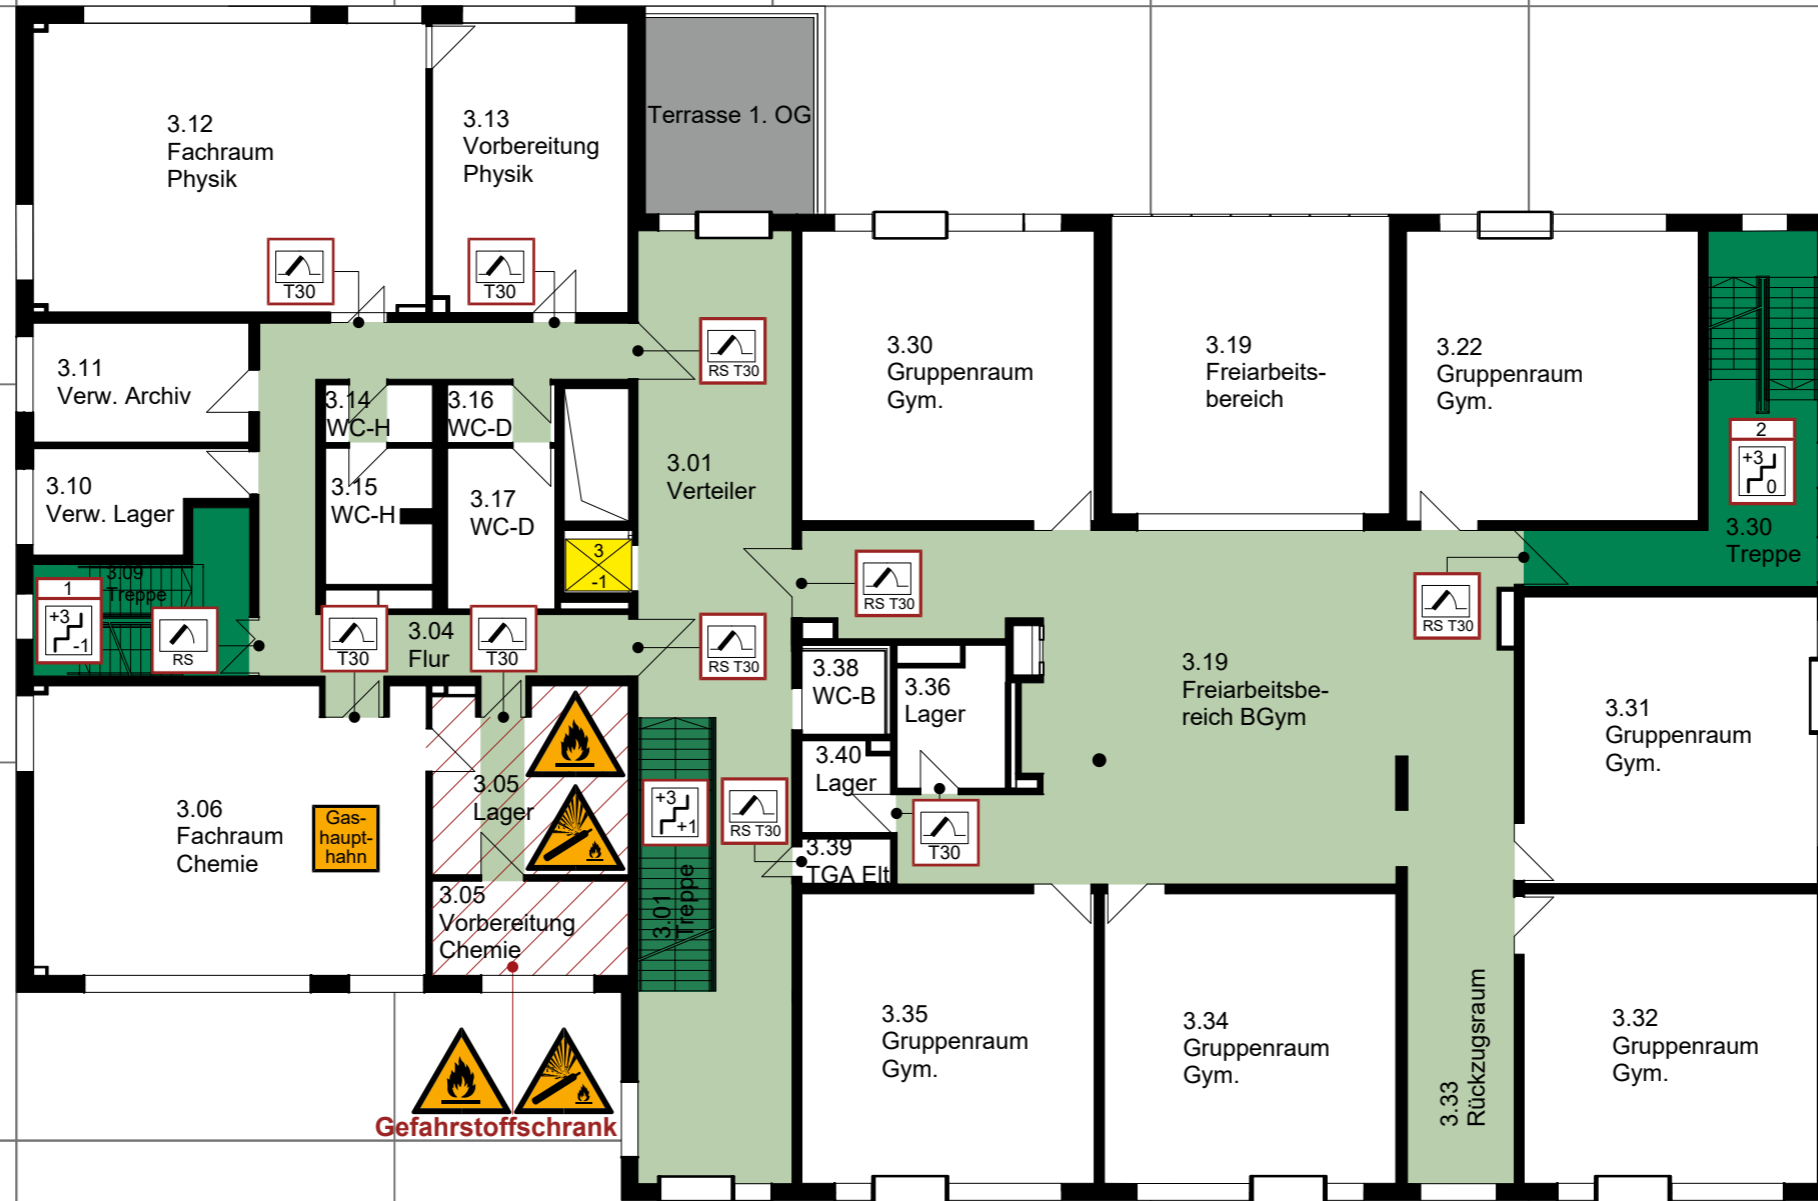 3.12
Fachraum
Physik
3.13
Vorbereitung
Physik
Terrasse 1. OG
T30
T30
RS T30
3.11
Verw. Archiv
3.14
WC-H
3.16
WC-D
3.30
Gruppenraum
Gym.
3.19
Freiarbeits-
bereich
3.22
Gruppenraum
Gym.
2
+3
0
3.30
Treppe
3.10
Verw. Lager
3.15
WC-H
3.17
WC-D
3.01
Verteiler
3
-1
RS T30
RS T30
3.09
Treppe
1
+3
-1
RS
T30
3.04
Flur
T30
RS T30
3.38
WC-B
3.36
Lager
3.19
Freiarbeitsbe-
reich BGym
3.31
Gruppenraum
Gym.
3.40
Lager
3.05
Lager
+3
+1
RS T30
T30
3.06
Fachraum
Chemie
Gas-
haupt-
hahn
3.39
TGA Elt
3.05
Vorbereitung
Chemie
3.01
Treppe
3.35
Gruppenraum
Gym.
3.34
Gruppenraum
Gym.
3.33
Rückzugsraum
3.32
Gruppenraum
Gym.
Gefahrstoffschrank